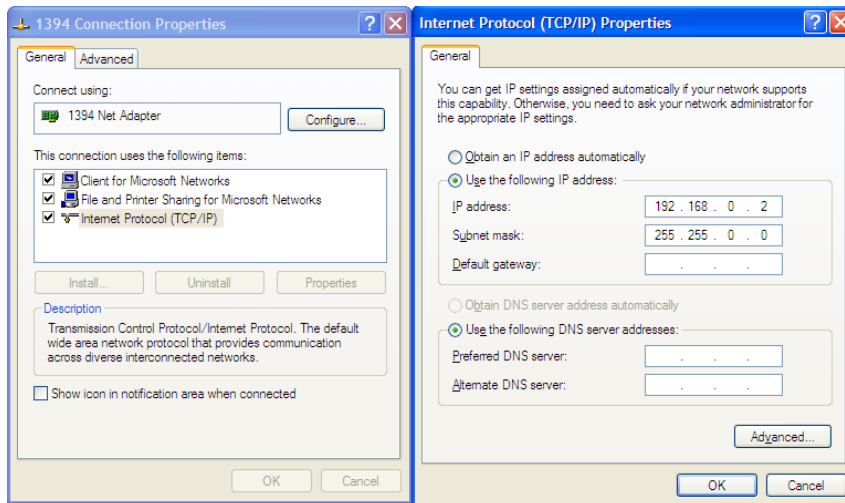 1394 Connection Properties
General Advanced
Connect using:
1394 Net Adapter
Configure...
This connection uses the following items:
Client for Microsoft Networks
File and Printer Sharing for Microsoft Networks
Internet Protocol (TCP/IP)
Install... Uninstall Properties
Description
Transmission Control Protocol/Internet Protocol. The default
wide area network protocol that provides communication
across diverse interconnected networks.
Show icon in notification area when connected
OK Cancel
Internet Protocol (TCP/IP) Properties
General
You can get IP settings assigned automatically if your network supports
this capability. Otherwise, you need to ask your network administrator for
the appropriate IP settings.
Obtain an IP address automatically
Use the following IP address:
IP address: 192 . 168 . 0 . 2
Subnet mask: 255 . 255 . 0 . 0
Default gateway: . . .
Obtain DNS server address automatically
Use the following DNS server addresses:
Preferred DNS server: . . .
Alternate DNS server: . . .
Advanced...
OK Cancel